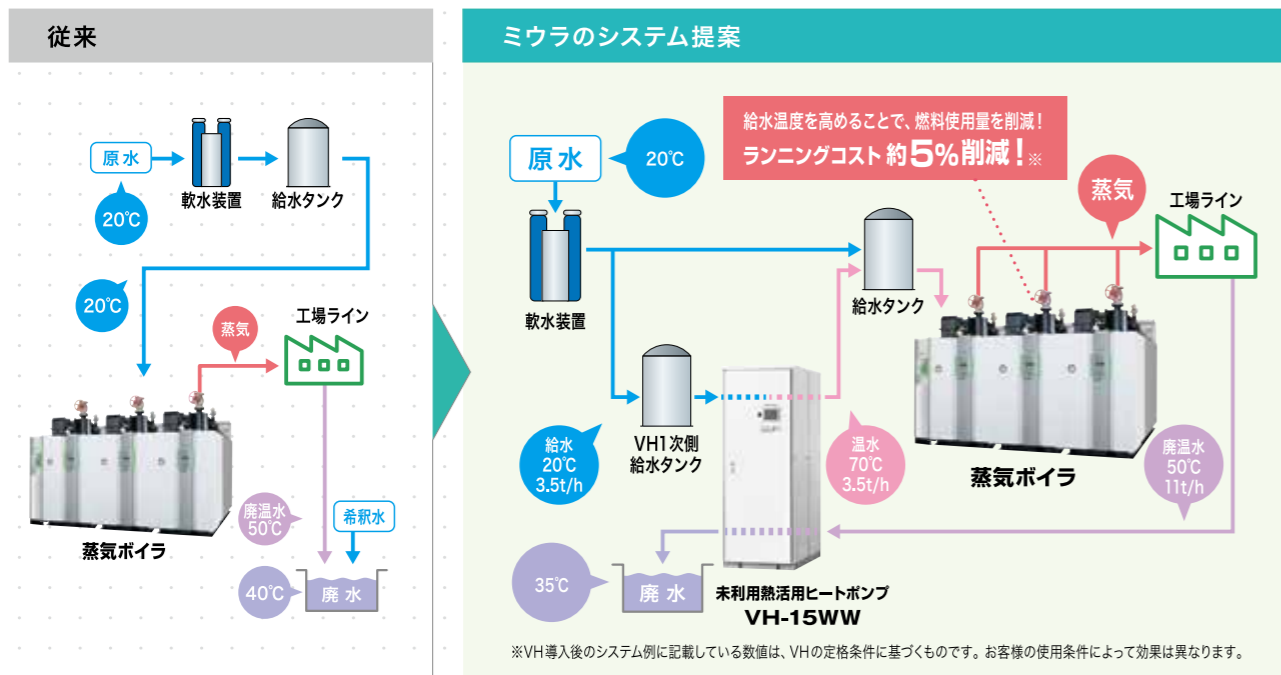 従来
原水
20℃
軟水装置
給水タンク
20℃
蒸気
工場ライン
蒸気ボイラ
廃温水
50℃
希釈水
40℃
廃水
ミウラのシステム提案
原水
20℃
給水温度を高めることで、燃料使用量を削減！
ランニングコスト 約5%削減！※
蒸気
工場ライン
軟水装置
給水タンク
VH1次側
給水タンク
給水
20℃
3.5t/h
温水
70℃
3.5t/h
蒸気ボイラ
廃温水
50℃
11t/h
35℃
廃水
未利用熱活用ヒートポンプ
VH-15WW
※VH導入後のシステム例に記載している数値は、VHの定格条件に基づくものです。お客様の使用条件によって効果は異なります。